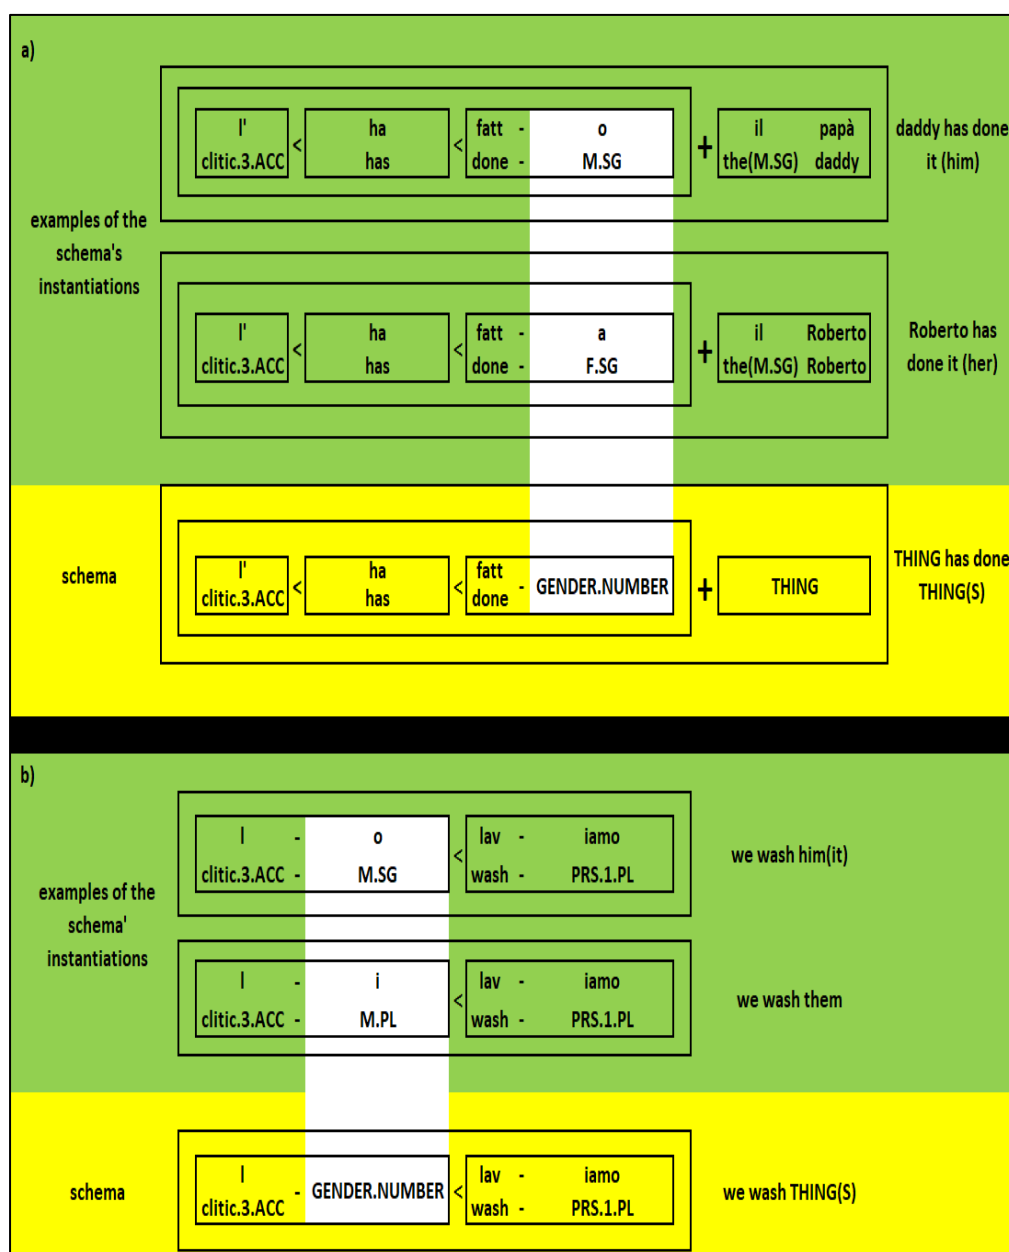 a)
l' < ha < fatt - o + il papà
clitic.3.ACC has done - M.SG the(M.SG) daddy
daddy has done
it (him)
examples of the
schema's
instantiations
l' < ha < fatt - a + il Roberto
clitic.3.ACC has done - F.SG the(M.SG) Roberto
Roberto has
done it (her)
schema
l' < ha < fatt - GENDER.NUMBER + THING
clitic.3.ACC has done
THING has done
THING(S)
b)
l - o < lav - iamo
clitic.3.ACC - M.SG wash - PRS.1.PL
we wash him(it)
examples of the
schema'
instantiations
l - i < lav - iamo
clitic.3.ACC - M.PL wash - PRS.1.PL
we wash them
schema
l - GENDER.NUMBER < lav - iamo
clitic.3.ACC wash - PRS.1.PL
we wash THING(S)